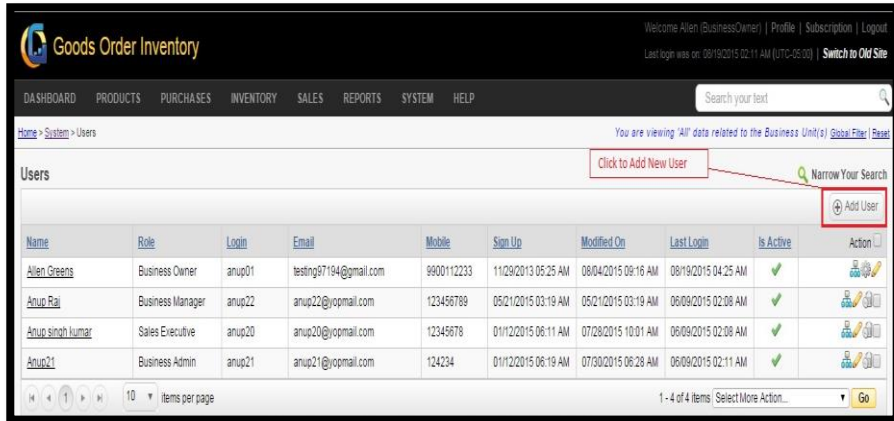 Welcome Allen (BusinessOwner) | Profile | Subscription | Logout
Goods Order Inventory
Last login was on: 08/19/2015 02:11 AM (UTC-05:00) | Switch to Old Site
DASHBOARD PRODUCTS PURCHASES INVENTORY SALES REPORTS SYSTEM HELP Search your text
Home > System > Users You are viewing 'All' data related to the Business Unit(s) Global Filter | Reset
Click to Add New User
Users Narrow Your Search
Add User
Name Role Login Email Mobile Sign Up Modified On Last Login Is Active Action
Allen Greens Business Owner anup01 testing97194@gmail.com 9900112233 11/29/2013 05:25 AM 08/04/2015 09:16 AM 08/19/2015 04:25 AM
Anup Raj Business Manager anup22 anup22@yopmail.com 123456789 05/21/2015 03:19 AM 05/21/2015 03:19 AM 06/09/2015 02:08 AM
Anup singh kumar Sales Executive anup20 anup20@yopmail.com 12345678 01/12/2015 06:11 AM 07/28/2015 10:01 AM 06/09/2015 02:08 AM
Anup21 Business Admin anup21 anup21@yopmail.com 124234 01/12/2015 06:19 AM 07/30/2015 06:28 AM 06/09/2015 02:11 AM
1 10 items per page 1 - 4 of 4 items Select More Action... Go